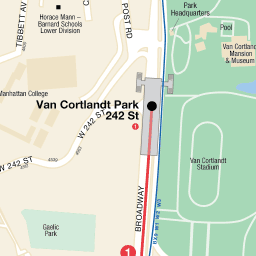 TIBBETT AV
Horace Mann -
Barnard Schools
Lower Division
POST RD
Park
Headquarters
Pool
Van Cortlandt
Mansion
& Museum
Manhattan College
Van Cortlandt Park
242 St
W 242 ST
W 242 ST
Van Cortlandt
Stadium
BROADWAY
Gaelic
Park
1